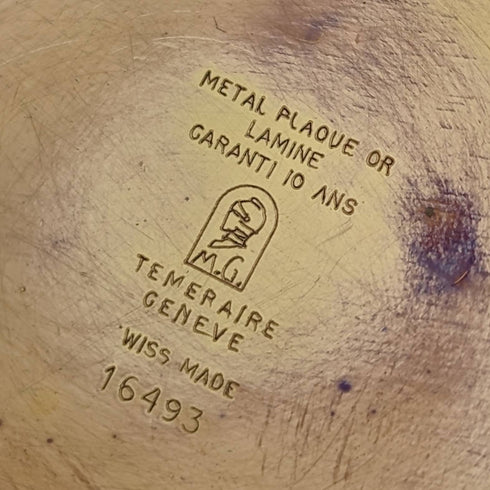 METAL PLAQUE OR
LAMINE
GARANTI 10 ANS
M.G.
TEMERAIRE
GENEVE
WISS MADE
16493